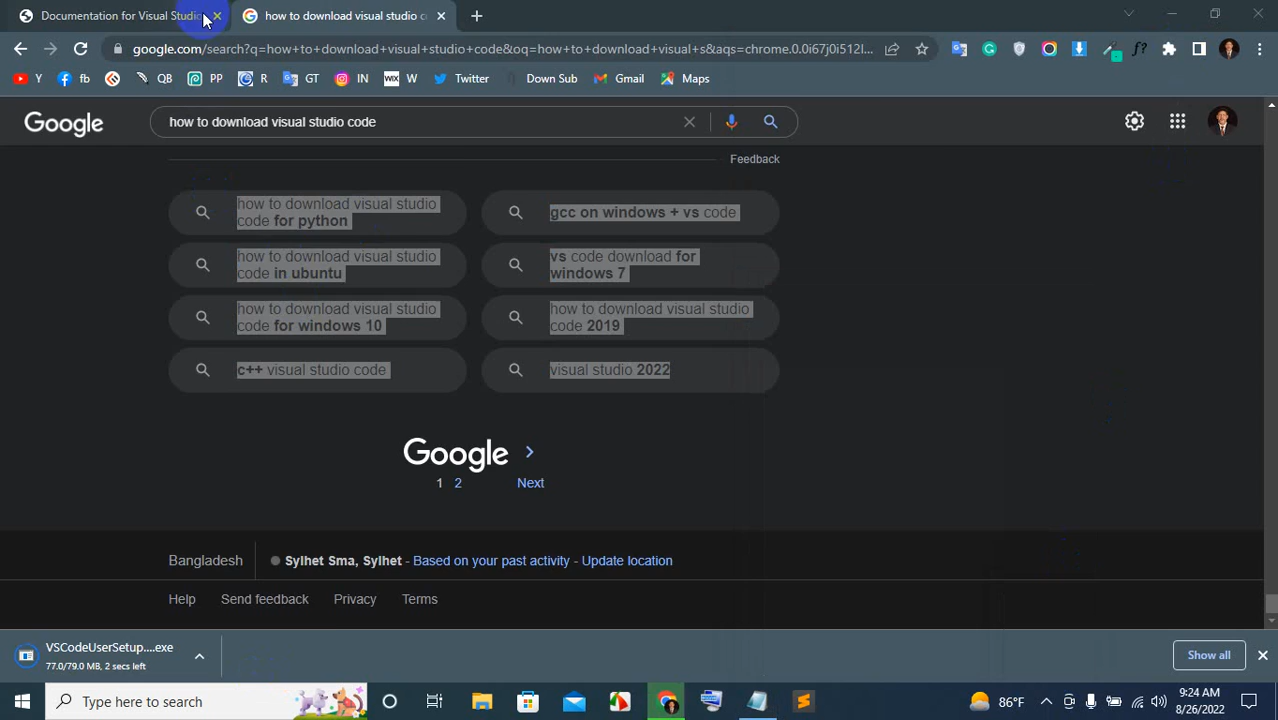 Documentation for Visual Studio
how to download visual studio c
google.com/search?q=how+to+download+visual+studio+code&oq=how+to+download+visual+s&aqs=chrome.0.0i67j0i512l...
Y
fb
QB
PP
R
GT
IN
WIX W
Twitter
Down Sub
Gmail
Maps
Google
how to download visual studio code
Feedback
how to download visual studio
code for python
gcc on windows + vs code
how to download visual studio
code in ubuntu
vs code download for
windows 7
how to download visual studio
code for windows 10
how to download visual studio
code 2019
c++ visual studio code
visual studio 2022
Google
1 2 Next
Bangladesh
Sylhet Sma, Sylhet - Based on your past activity - Update location
Help Send feedback Privacy Terms
VSCodeUserSetup....exe
77.0/79.0 MB, 2 secs left
Show all
Type here to search
86°F
9:24 AM
8/26/2022